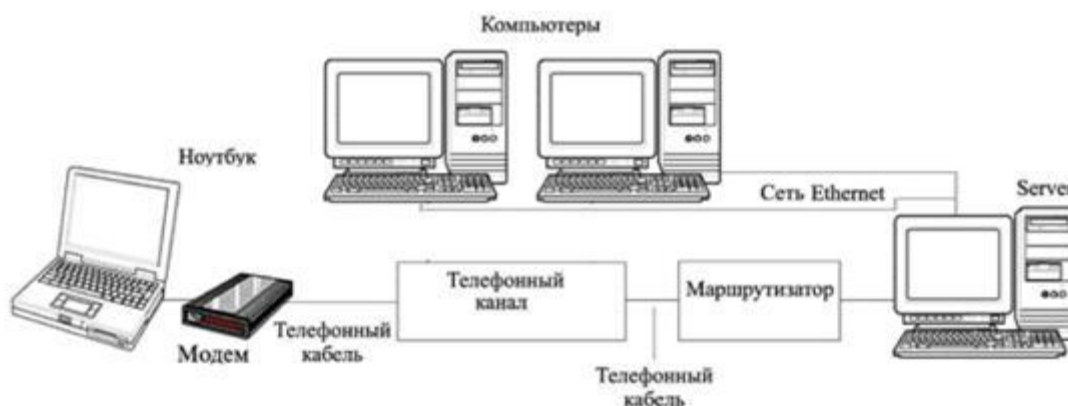 Компьютеры
Ноутбук
Сеть Ethernet
Server
Телефонный
канал
Маршрутизатор
Телефонный
кабель
Модем
Телефонный
кабель